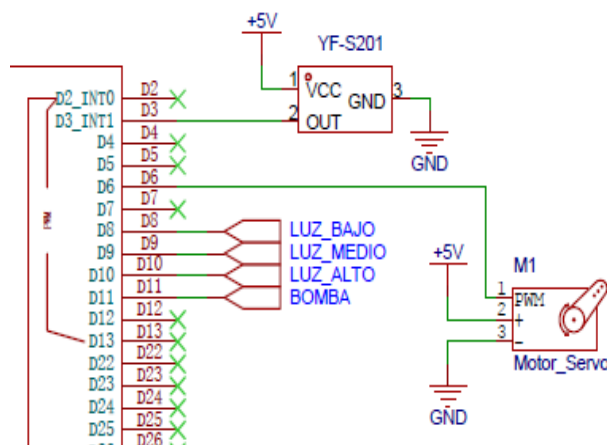 +5V
YF-S201
1
VCC
GND
3
2
OUT
GND
D2_INT0 D2
D3_INT1 D3
D4 D4
D5 D5
D6 D6
D7 D7
PWM
D8 D8 LUZ_BAJO
D9 D9 LUZ_MEDIO
D10 D10 LUZ_ALTO
D11 D11 BOMBA
D12 D12
D13 D13
D22 D22
D23 D23
D24 D24
D25 D25
D26
+5V
M1
1 PWM
2 +
3 -
Motor_Servo
GND